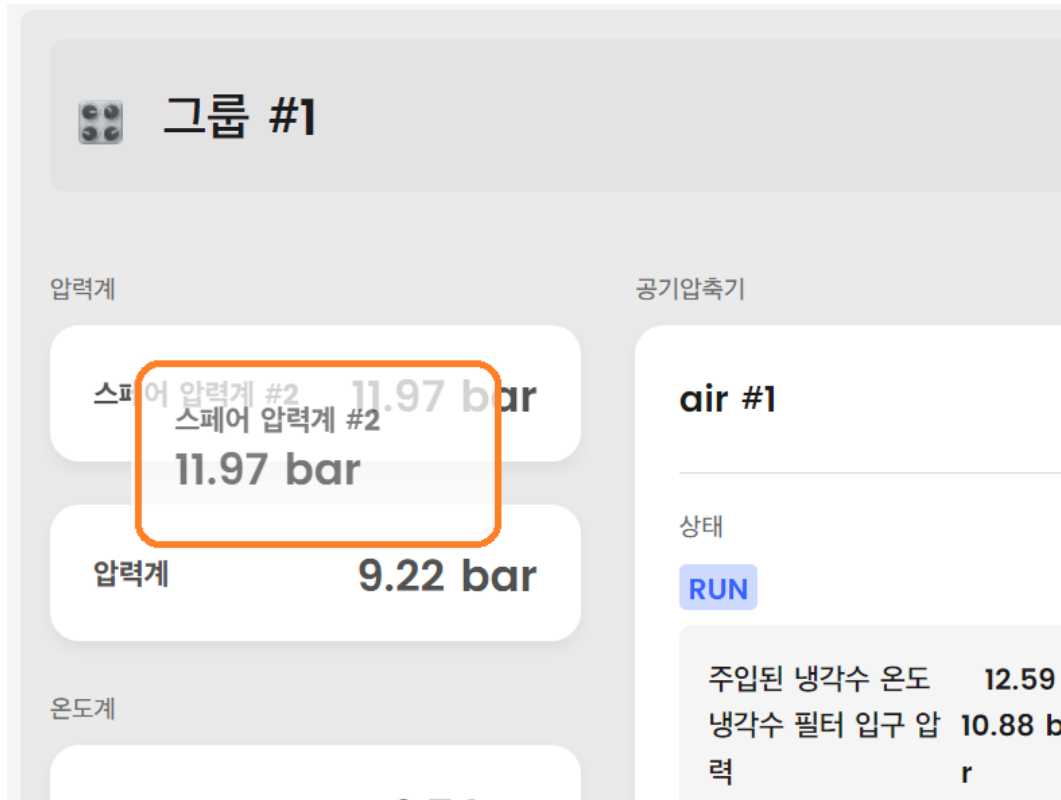 그룹 #1
압력계
스페어 압력계 #2 11.97 bar
스페어 압력계 #2
11.97 bar
압력계 9.22 bar
온도계
공기압축기
air #1
상태
RUN
주입된 냉각수 온도 12.59
냉각수 필터 입구 압 10.88 b
력 r